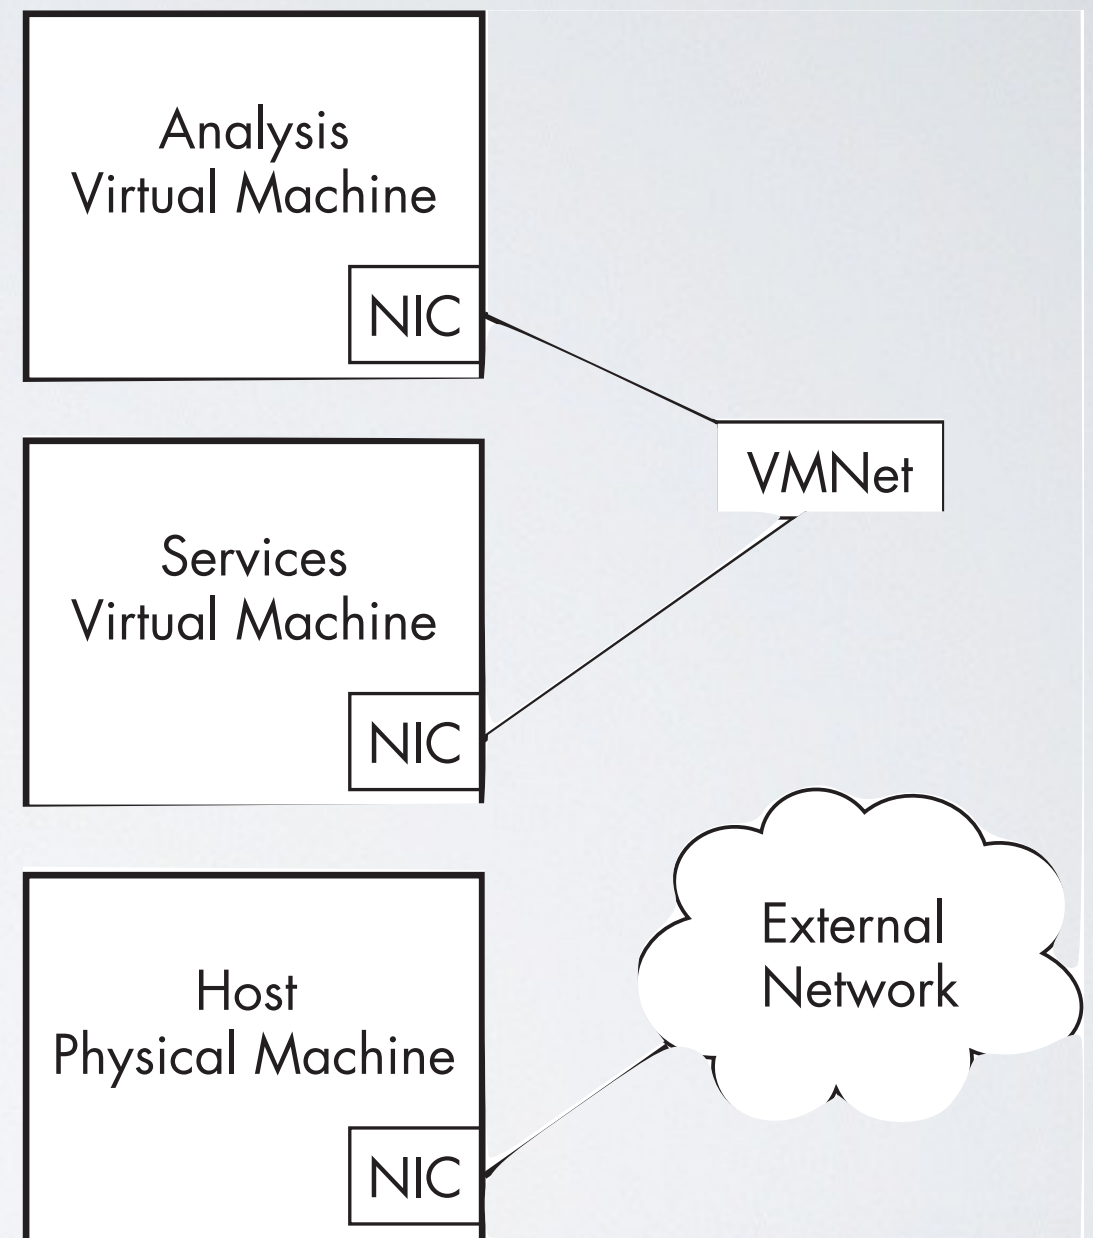 Analysis
Virtual Machine
NIC
VMNet
Services
Virtual Machine
NIC
External
Network
Host
Physical Machine
NIC